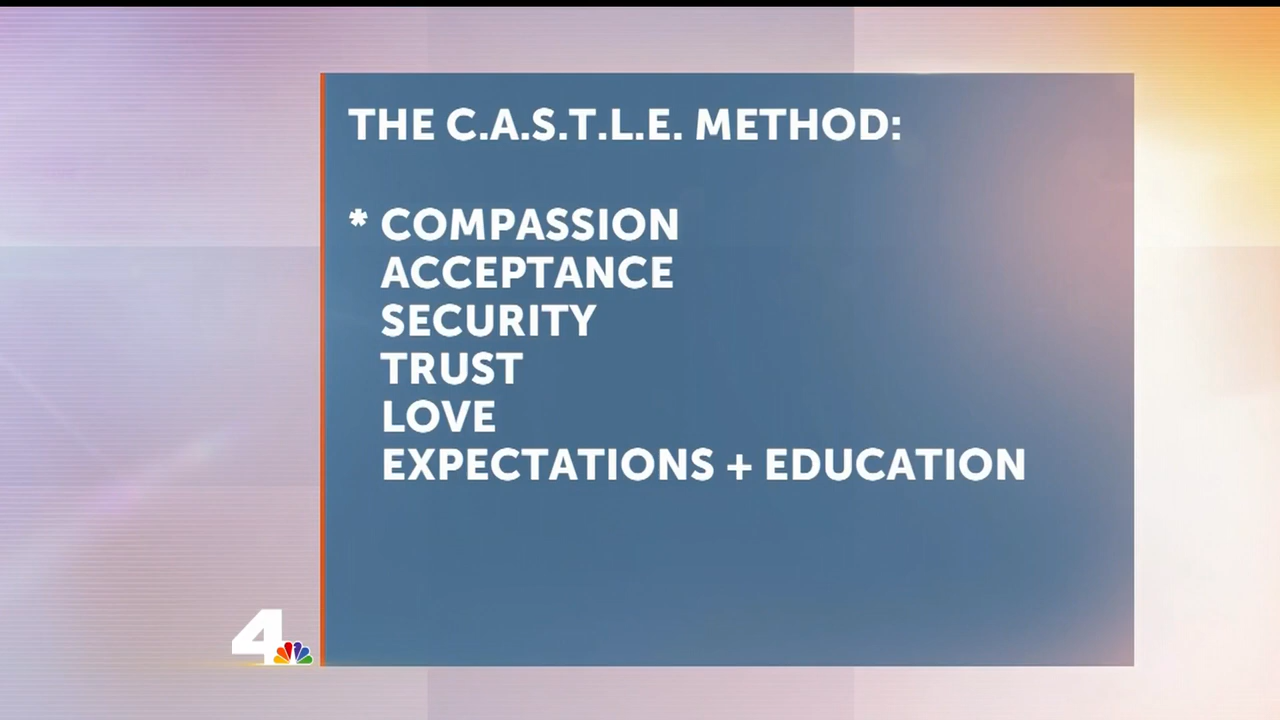 THE C.A.S.T.L.E. METHOD:
* COMPASSION
ACCEPTANCE
SECURITY
TRUST
LOVE
EXPECTATIONS + EDUCATION
4